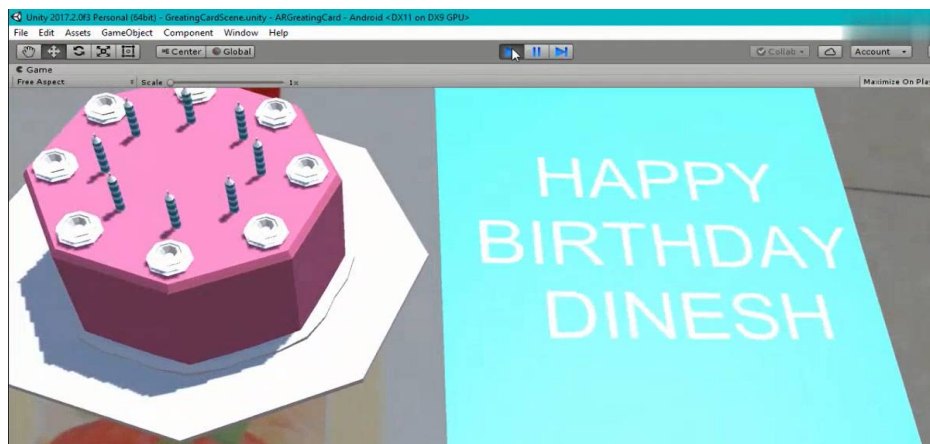 Unity 2017.2.0f3 Personal (64bit) - GreatingCardScene.unity - ARGreatingCard - Android <DX11 on DX9 GPU>
File Edit Assets GameObject Component Window Help
Center Global Collab Account
Game
Free Aspect Scale 1x Maximize On Pla
HAPPY
BIRTHDAY
DINESH